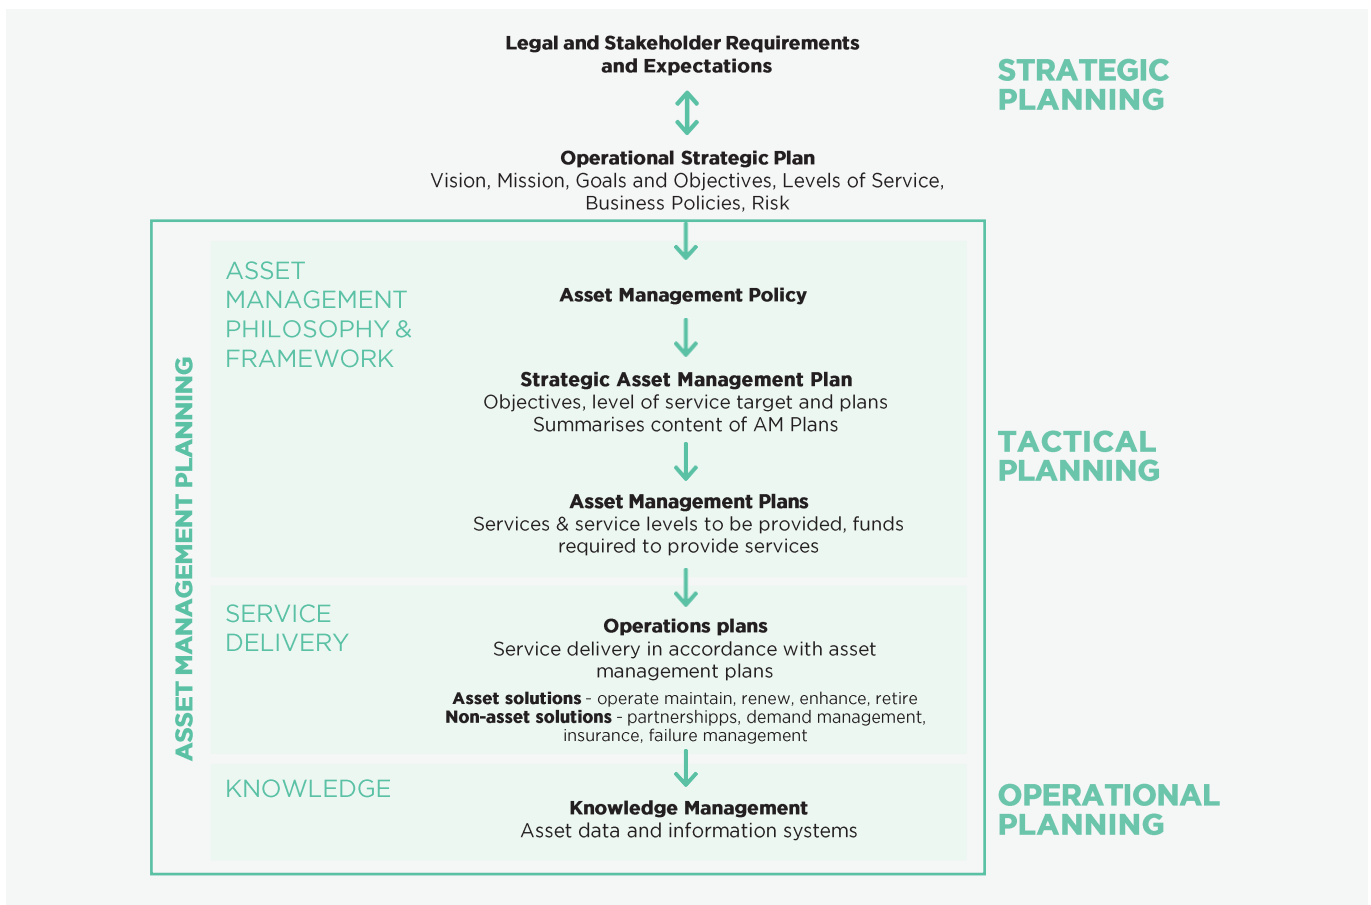 Legal and Stakeholder Requirements
and Expectations
STRATEGIC
PLANNING
Operational Strategic Plan
Vision, Mission, Goals and Objectives, Levels of Service,
Business Policies, Risk
ASSET MANAGEMENT PLANNING
ASSET
MANAGEMENT
PHILOSOPHY &
FRAMEWORK
Asset Management Policy
Strategic Asset Management Plan
Objectives, level of service target and plans
Summarises content of AM Plans
TACTICAL
PLANNING
Asset Management Plans
Services & service levels to be provided, funds
required to provide services
SERVICE
DELIVERY
Operations plans
Service delivery in accordance with asset
management plans
Asset solutions - operate maintain, renew, enhance, retire
Non-asset solutions - partnershipps, demand management,
insurance, failure management
KNOWLEDGE
Knowledge Management
Asset data and information systems
OPERATIONAL
PLANNING